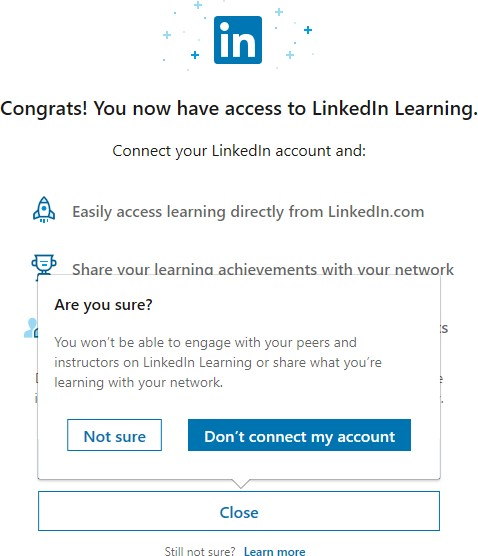 in
Congrats! You now have access to LinkedIn Learning.
Connect your LinkedIn account and:
Easily access learning directly from LinkedIn.com
Share your learning achievements with your network
Are you sure?
You won’t be able to engage with your peers and
instructors on LinkedIn Learning or share what you’re
learning with your network.
Not sure
Don’t connect my account
Close
Still not sure? Learn more